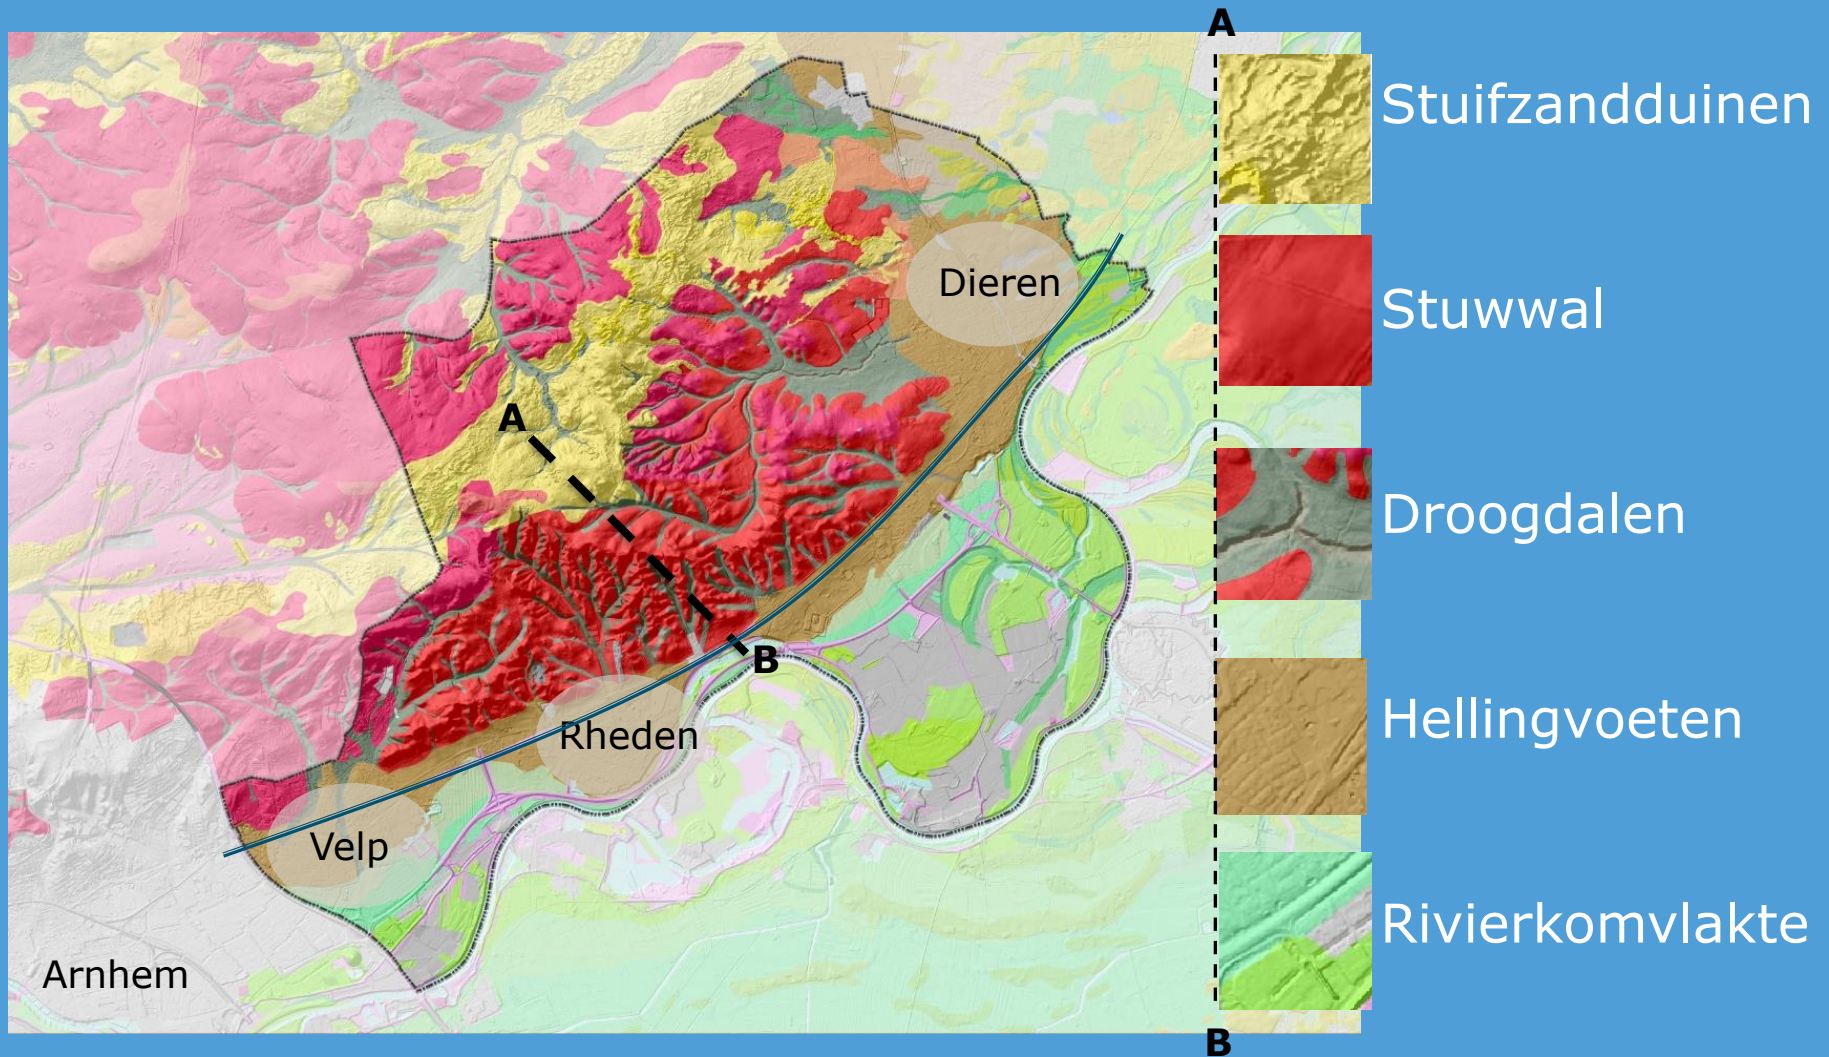 A
Stuifzandduinen
Dieren
Stuwwal
A
Droogdalen
B
Rheden
Hellingvoeten
Velp
Rivierkomvlakte
Arnhem
B